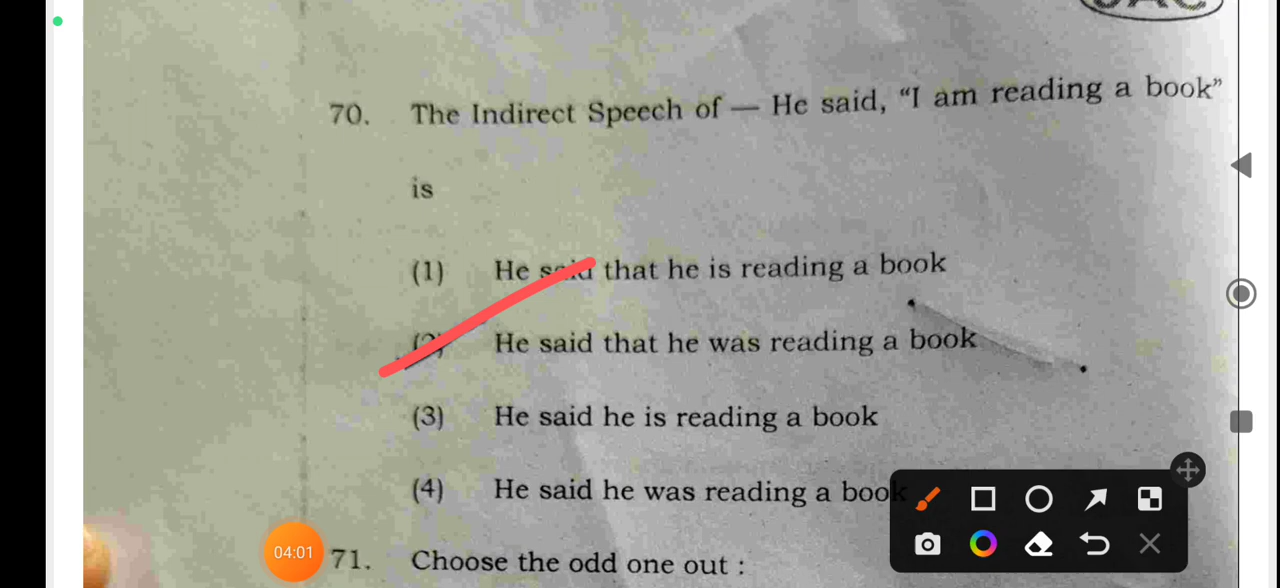 70. The Indirect Speech of — He said, “I am reading a book”
is
(1) He said that he is reading a book
(2) He said that he was reading a book
(3) He said he is reading a book
(4) He said he was reading a book
04:01
71. Choose the odd one out :